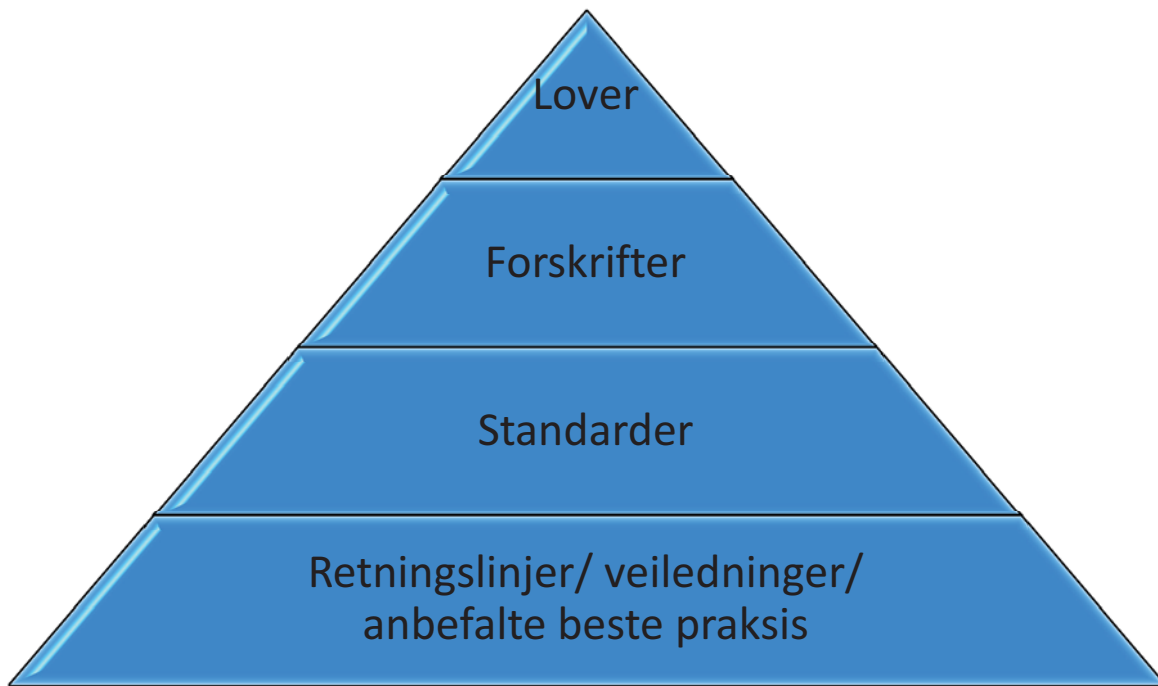 Lover
Forskrifter
Standarder
Retningslinjer/ veiledninger/
anbefalte beste praksis